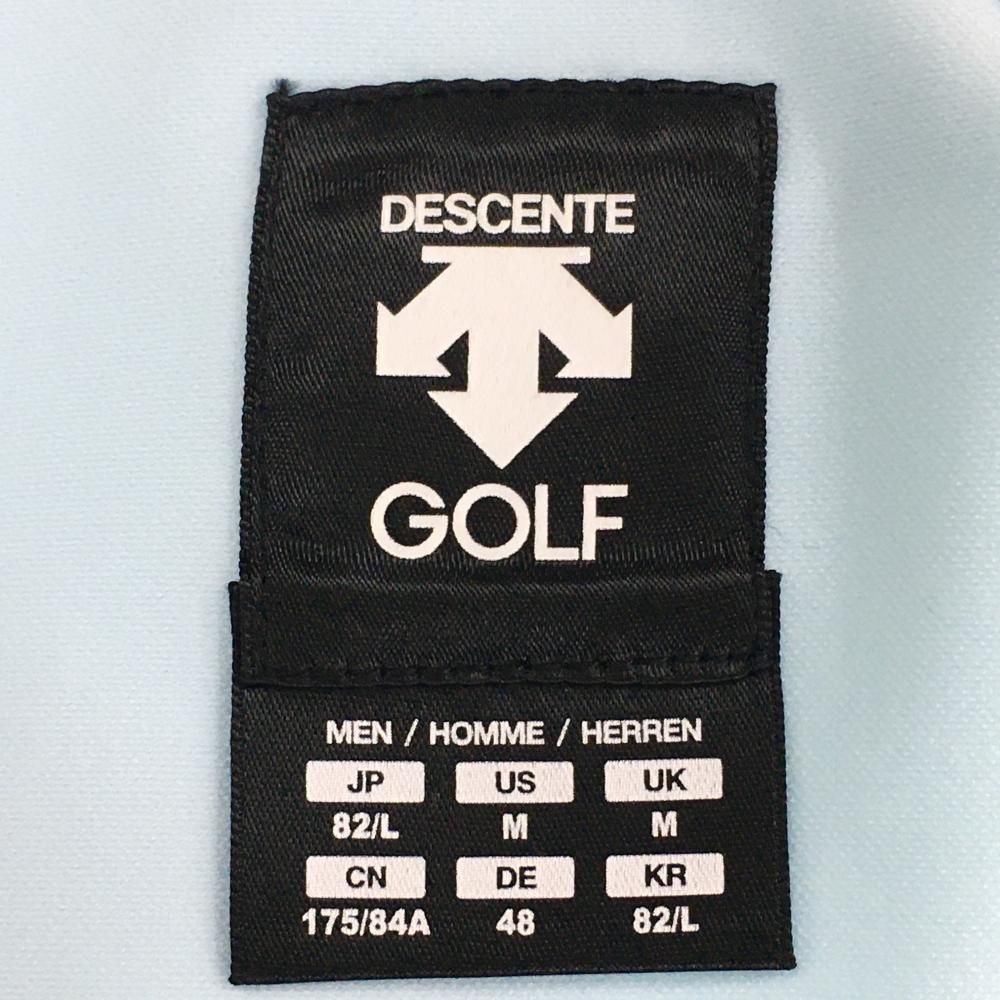 DESCENTE
GOLF
MEN / HOMME / HERREN
JP US UK
82/L M M
CN DE KR
175/84A 48 82/L